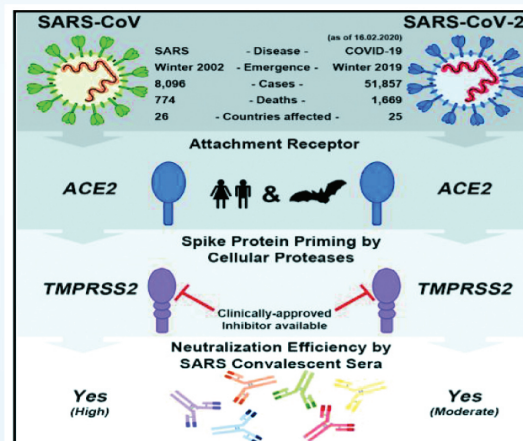 SARS-CoV
SARS-CoV-2
(as of 16.02.2020)
SARS - Disease - COVID-19
Winter 2002 - Emergence - Winter 2019
8,096 - Cases - 51,857
774 - Deaths - 1,669
26 - Countries affected - 25
Attachment Receptor
ACE2 & ACE2
Spike Protein Priming by
Cellular Proteases
TMPRSS2 TMPRSS2
Clinically-approved
Inhibitor available
Neutralization Efficiency by
SARS Convalescent Sera
Yes Yes
(High) (Moderate)